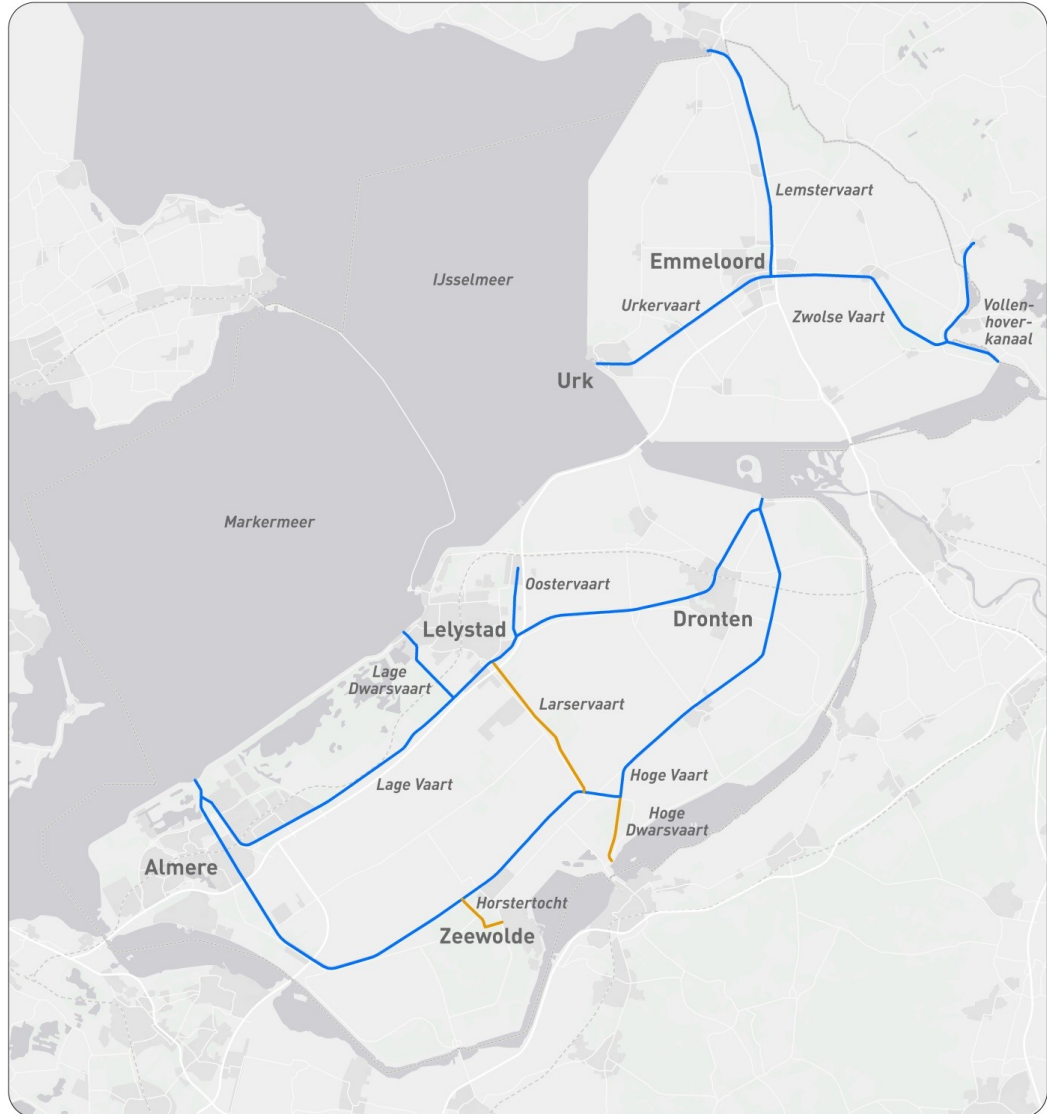 Lemstervaart
Emmeloord
IJsselmeer
Urkervaart
Zwolse Vaart
Vollen-
hover-
kanaal
Urk
Markermeer
Oostervaart
Lelystad
Dronten
Lage
Dwarsvaart
Larservaart
Lage Vaart
Hoge Vaart
Hoge
Dwarsvaart
Almere
Horstertocht
Zeewolde